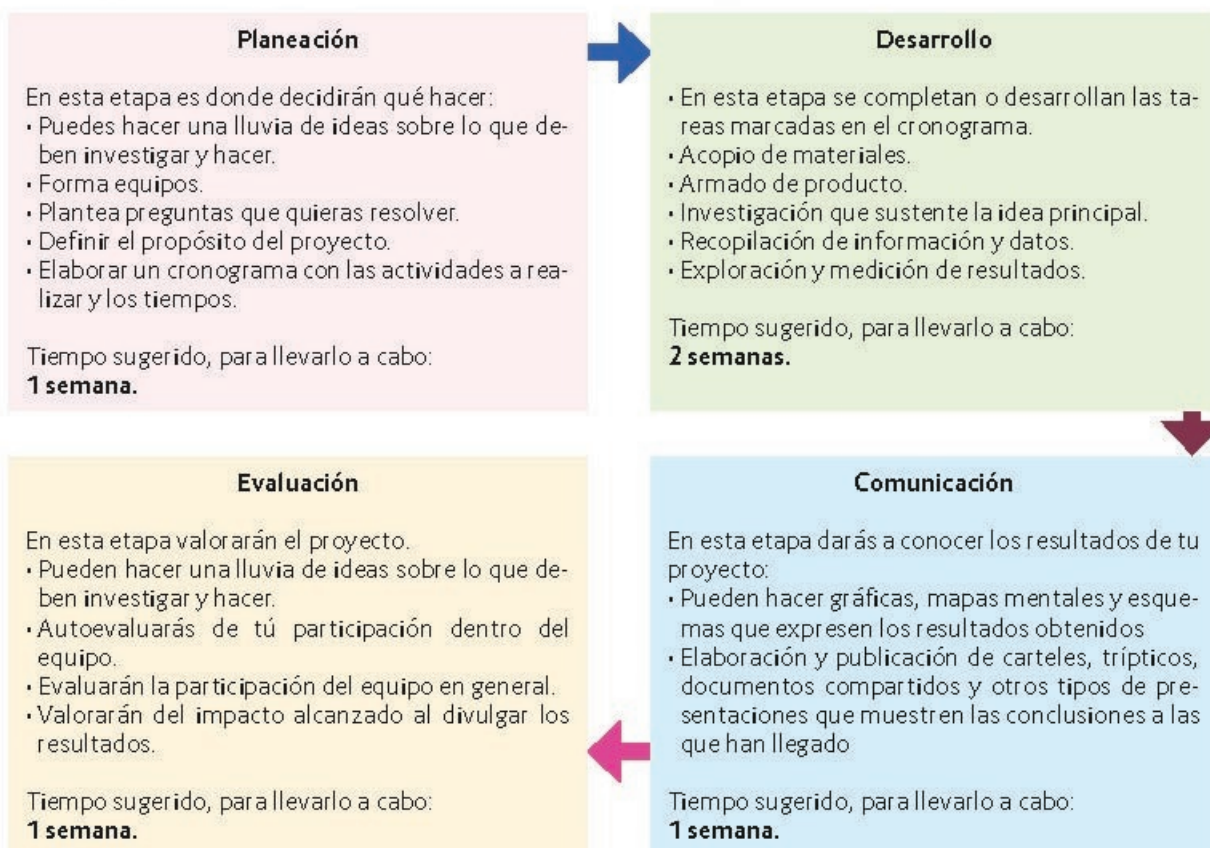 Planeación
En esta etapa es donde decidirán qué hacer:
• Puedes hacer una lluvia de ideas sobre lo que de-
ben investigar y hacer.
• Forma equipos.
• Plantea preguntas que quieras resolver.
• Definir el propósito del proyecto.
• Elaborar un cronograma con las actividades a rea-
lizar y los tiempos.
Tiempo sugerido, para llevarlo a cabo:
1 semana.
Desarrollo
• En esta etapa se completan o desarrollan las ta-
reas marcadas en el cronograma.
• Acopio de materiales.
• Armado de producto.
• Investigación que sustente la idea principal.
• Recopilación de información y datos.
• Exploración y medición de resultados.
Tiempo sugerido, para llevarlo a cabo:
2 semanas.
Comunicación
En esta etapa darás a conocer los resultados de tu
proyecto:
• Pueden hacer gráficas, mapas mentales y esque-
mas que expresen los resultados obtenidos
• Elaboración y publicación de carteles, trípticos,
documentos compartidos y otros tipos de pre-
sentaciones que muestren las conclusiones a las
que han llegado
Tiempo sugerido, para llevarlo a cabo:
1 semana.
Evaluación
En esta etapa valorarán el proyecto.
• Pueden hacer una lluvia de ideas sobre lo que de-
ben investigar y hacer.
• Autoevaluarás de tú participación dentro del
equipo.
• Evaluarán la participación del equipo en general.
• Valorarán del impacto alcanzado al divulgar los
resultados.
Tiempo sugerido, para llevarlo a cabo:
1 semana.